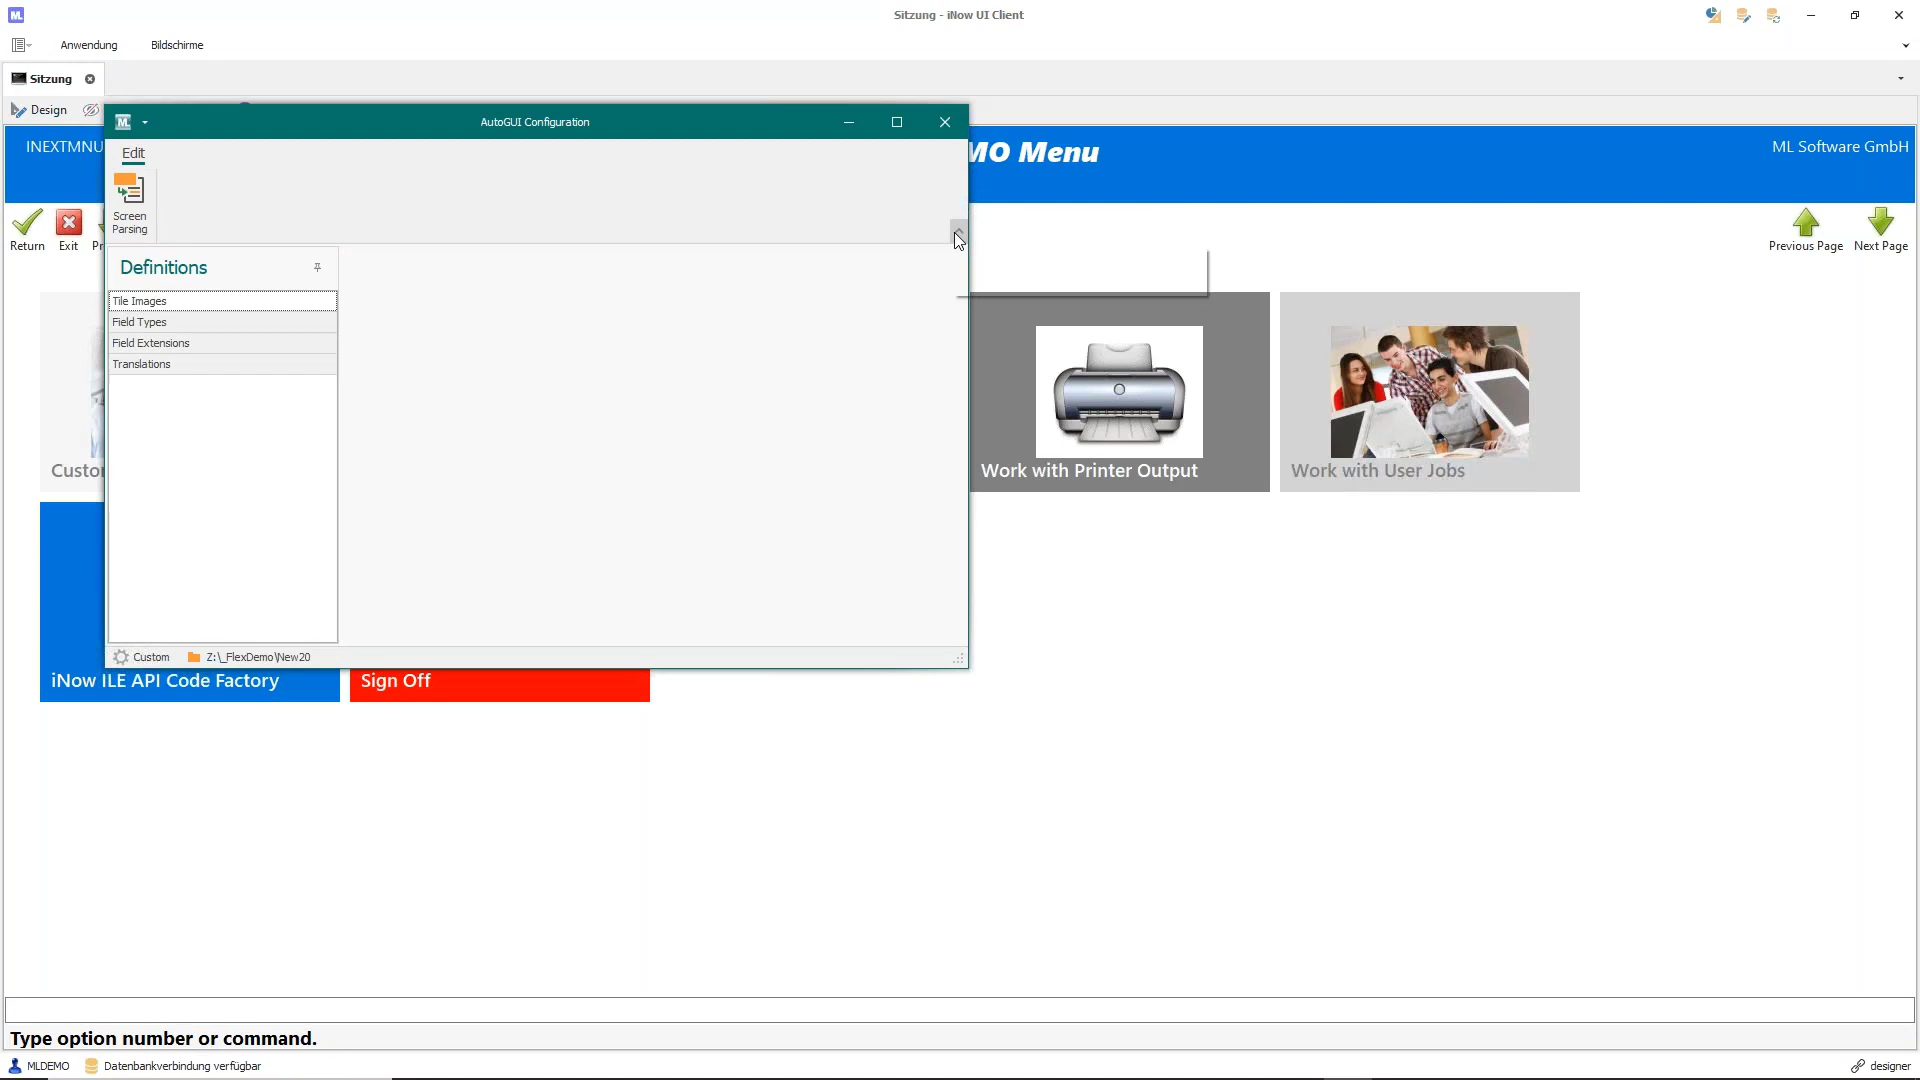 Sitzung - iNow UI Client
Anwendung
Bildschirme
Sitzung
Design
AutoGUI Configuration
INEXTMNU
MO Menu
ML Software GmbH
Edit
Screen
Parsing
Return
Exit
Pr
Previous Page
Next Page
Definitions
Tile Images
Field Types
Field Extensions
Translations
Custo
Work with Printer Output
Work with User Jobs
Custom
Z:\_FlexDemo\New20
iNow ILE API Code Factory
Sign Off
Type option number or command.
MLDEMO
Datenbankverbindung verfügbar
designer